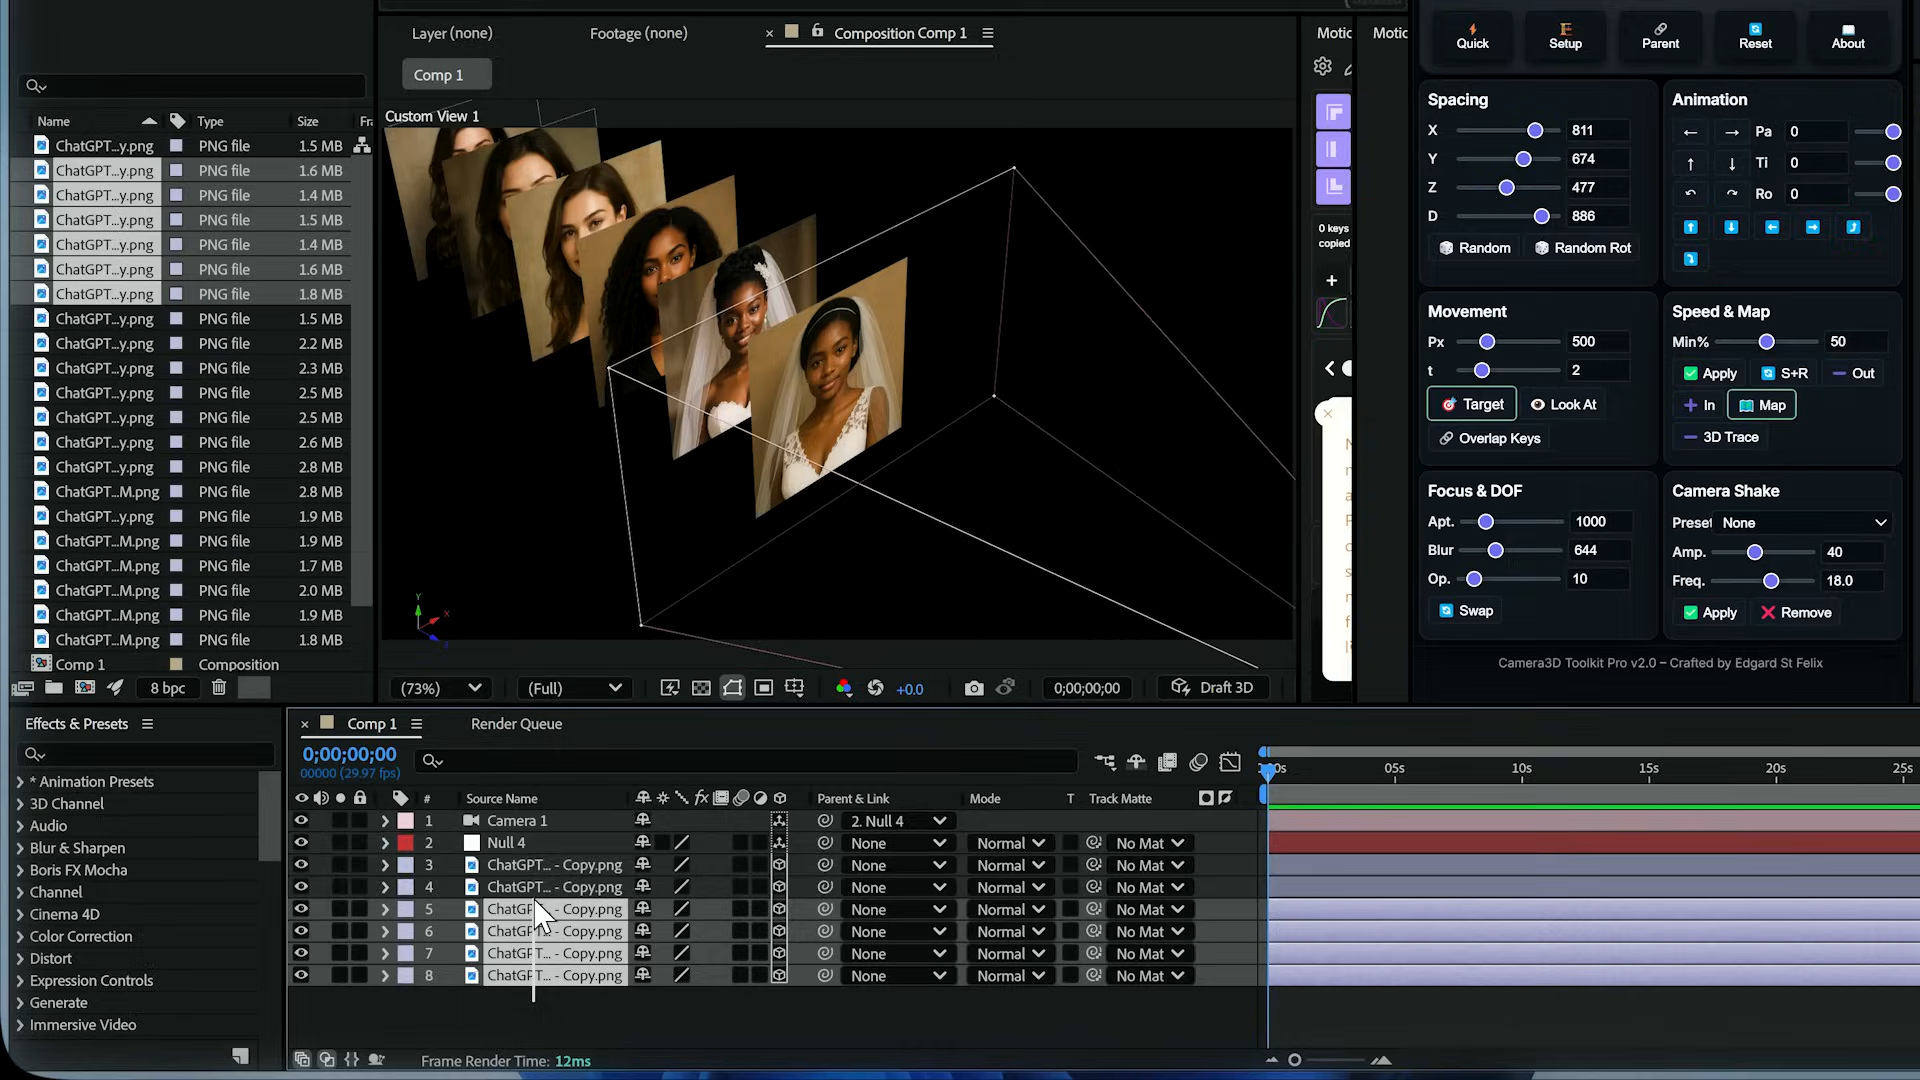 Layer (none)
Footage (none)
Composition Comp 1
Comp 1
Custom View 1
Name
Type
Size
Fra
ChatGPT...y.png PNG file 1.5 MB
ChatGPT...y.png PNG file 1.6 MB
ChatGPT...y.png PNG file 1.4 MB
ChatGPT...y.png PNG file 1.5 MB
ChatGPT...y.png PNG file 1.4 MB
ChatGPT...y.png PNG file 1.6 MB
ChatGPT...y.png PNG file 1.8 MB
ChatGPT...y.png PNG file 1.5 MB
ChatGPT...y.png PNG file 2.2 MB
ChatGPT...y.png PNG file 2.3 MB
ChatGPT...y.png PNG file 2.5 MB
ChatGPT...y.png PNG file 2.5 MB
ChatGPT...y.png PNG file 2.6 MB
ChatGPT...y.png PNG file 2.8 MB
ChatGPT...M.png PNG file 2.8 MB
ChatGPT...y.png PNG file 1.9 MB
ChatGPT...M.png PNG file 1.9 MB
ChatGPT...M.png PNG file 1.7 MB
ChatGPT...M.png PNG file 2.0 MB
ChatGPT...M.png PNG file 1.9 MB
ChatGPT...M.png PNG file 1.8 MB
Comp 1 Composition
8 bpc
Y
X
(73%)
(Full)
+0.0
0;00;00;00
Draft 3D
Motic
Motic
0 keys
copied
Quick
Setup
Parent
Reset
About
Spacing
X 811
Y 674
Z 477
D 886
Random
Random Rot
Animation
Pa 0
Ti 0
Ro 0
Movement
Px 500
t 2
Target
Look At
Overlap Keys
Speed & Map
Min% 50
Apply
S+R
Out
In
Map
3D Trace
Focus & DOF
Apt. 1000
Blur 644
Op. 10
Swap
Camera Shake
Preset None
Amp. 40
Freq. 18.0
Apply
Remove
Camera3D Toolkit Pro v2.0 – Crafted by Edgard St Felix
Effects & Presets
* Animation Presets
3D Channel
Audio
Blur & Sharpen
Boris FX Mocha
Channel
Cinema 4D
Color Correction
Distort
Expression Controls
Generate
Immersive Video
Comp 1
Render Queue
0;00;00;00
00000 (29.97 fps)
05s
10s
15s
20s
25s
# Source Name fx Parent & Link Mode T Track Matte
1 Camera 1 2. Null 4
2 Null 4 None Normal No Mat
3 ChatGPT... - Copy.png None Normal No Mat
4 ChatGPT... - Copy.png None Normal No Mat
5 ChatGP - Copy.png None Normal No Mat
6 ChatGPT... - Copy.png None Normal No Mat
7 ChatGPT... - Copy.png None Normal No Mat
8 ChatGPT... - Copy.png None Normal No Mat
Frame Render Time: 12ms